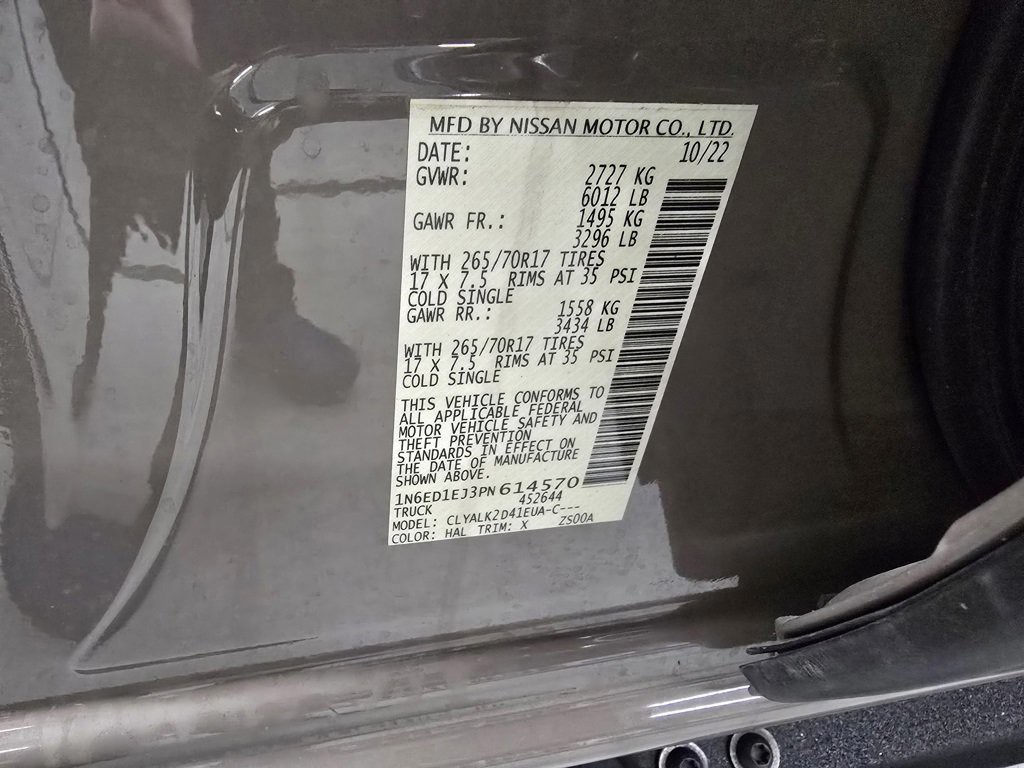 MFD BY NISSAN MOTOR CO., LTD.
DATE: 10/22
GVWR: 2727 KG
6012 LB
GAWR FR.: 1495 KG
3296 LB
WITH 265/70R17 TIRES
17 X 7.5 RIMS AT 35 PSI
COLD SINGLE
GAWR RR.: 1558 KG
3434 LB
WITH 265/70R17 TIRES
17 X 7.5 RIMS AT 35 PSI
COLD SINGLE
THIS VEHICLE CONFORMS TO
ALL APPLICABLE FEDERAL
MOTOR VEHICLE SAFETY AND
THEFT PREVENTION
STANDARDS IN EFFECT ON
THE DATE OF MANUFACTURE
SHOWN ABOVE.
1N6ED1EJ3PN614570
TRUCK 452644
MODEL: CLYALK2D41EUA-C---
COLOR: HAL TRIM: X ZS00A